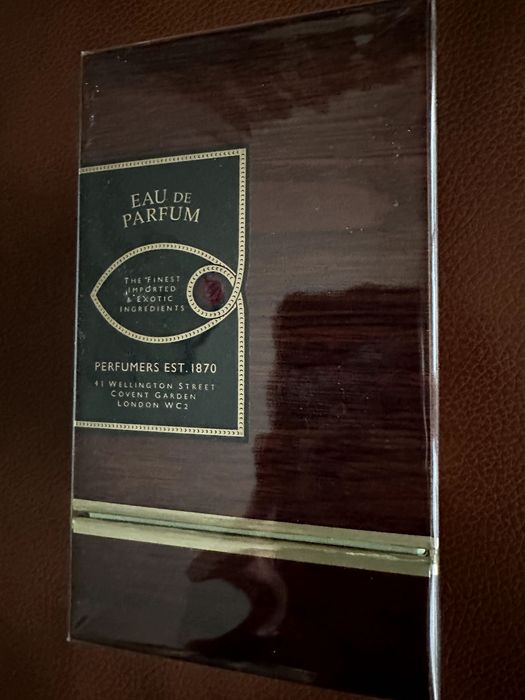 EAU DE
PARFUM
THE FINEST
IMPORTED
& EXOTIC
INGREDIENTS
PERFUMERS EST. 1870
41 WELLINGTON STREET
COVENT GARDEN
LONDON WC2